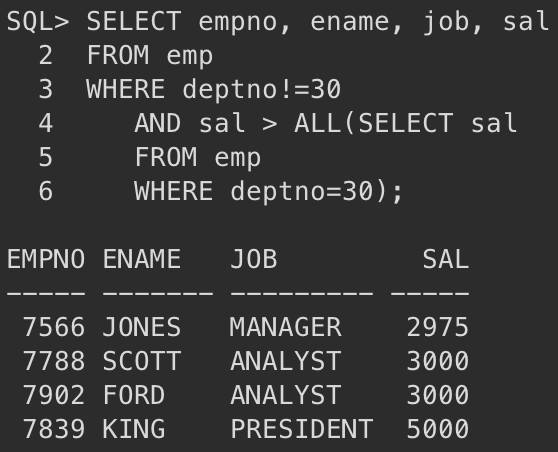 SQL> SELECT empno, ename, job, sal
  2  FROM emp
  3  WHERE deptno!=30
  4     AND sal > ALL(SELECT sal
  5     FROM emp
  6     WHERE deptno=30);

EMPNO ENAME   JOB         SAL
----- ------- --------- -----
 7566 JONES   MANAGER    2975
 7788 SCOTT   ANALYST    3000
 7902 FORD    ANALYST    3000
 7839 KING    PRESIDENT  5000